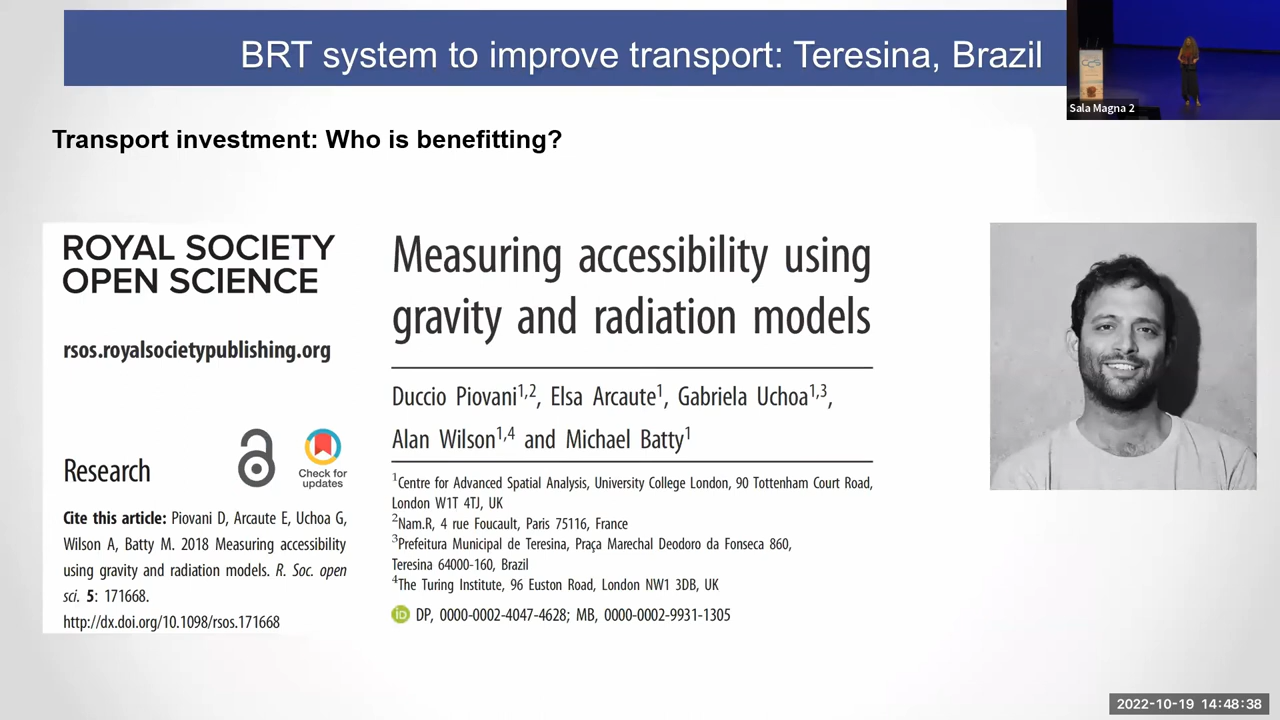 BRT system to improve transport: Teresina, Brazil
Sala Magna 2
Transport investment: Who is benefitting?
ROYAL SOCIETY
OPEN SCIENCE
rsos.royalsocietypublishing.org
Research
Check for
updates
Cite this article: Piovani D, Arcaute E, Uchoa G,
Wilson A, Batty M. 2018 Measuring accessibility
using gravity and radiation models. R. Soc. open
sci. 5: 171668.
http://dx.doi.org/10.1098/rsos.171668
Measuring accessibility using
gravity and radiation models
Duccio Piovani1,2, Elsa Arcaute1, Gabriela Uchoa1,3,
Alan Wilson1,4 and Michael Batty1
1Centre for Advanced Spatial Analysis, University College London, 90 Tottenham Court Road,
London W1T 4TJ, UK
2Nam.R, 4 rue Foucault, Paris 75116, France
3Prefeitura Municipal de Teresina, Praça Marechal Deodoro da Fonseca 860,
Teresina 64000-160, Brazil
4The Turing Institute, 96 Euston Road, London NW1 3DB, UK
iD DP, 0000-0002-4047-4628; MB, 0000-0002-9931-1305
2022-10-19 14:48:38